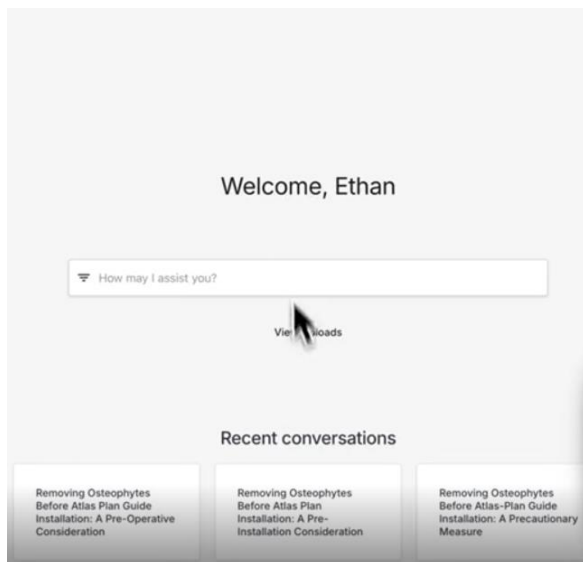 Welcome, Ethan
How may I assist you?
Recent conversations
Removing Osteophytes
Before Atlas Plan Guide
Installation: A Pre-Operative
Consideration
Removing Osteophytes
Before Atlas Plan
Installation: A Pre-
Installation Consideration
Removing Osteophytes
Before Atlas-Plan Guide
Installation: A Precautionary
Measure